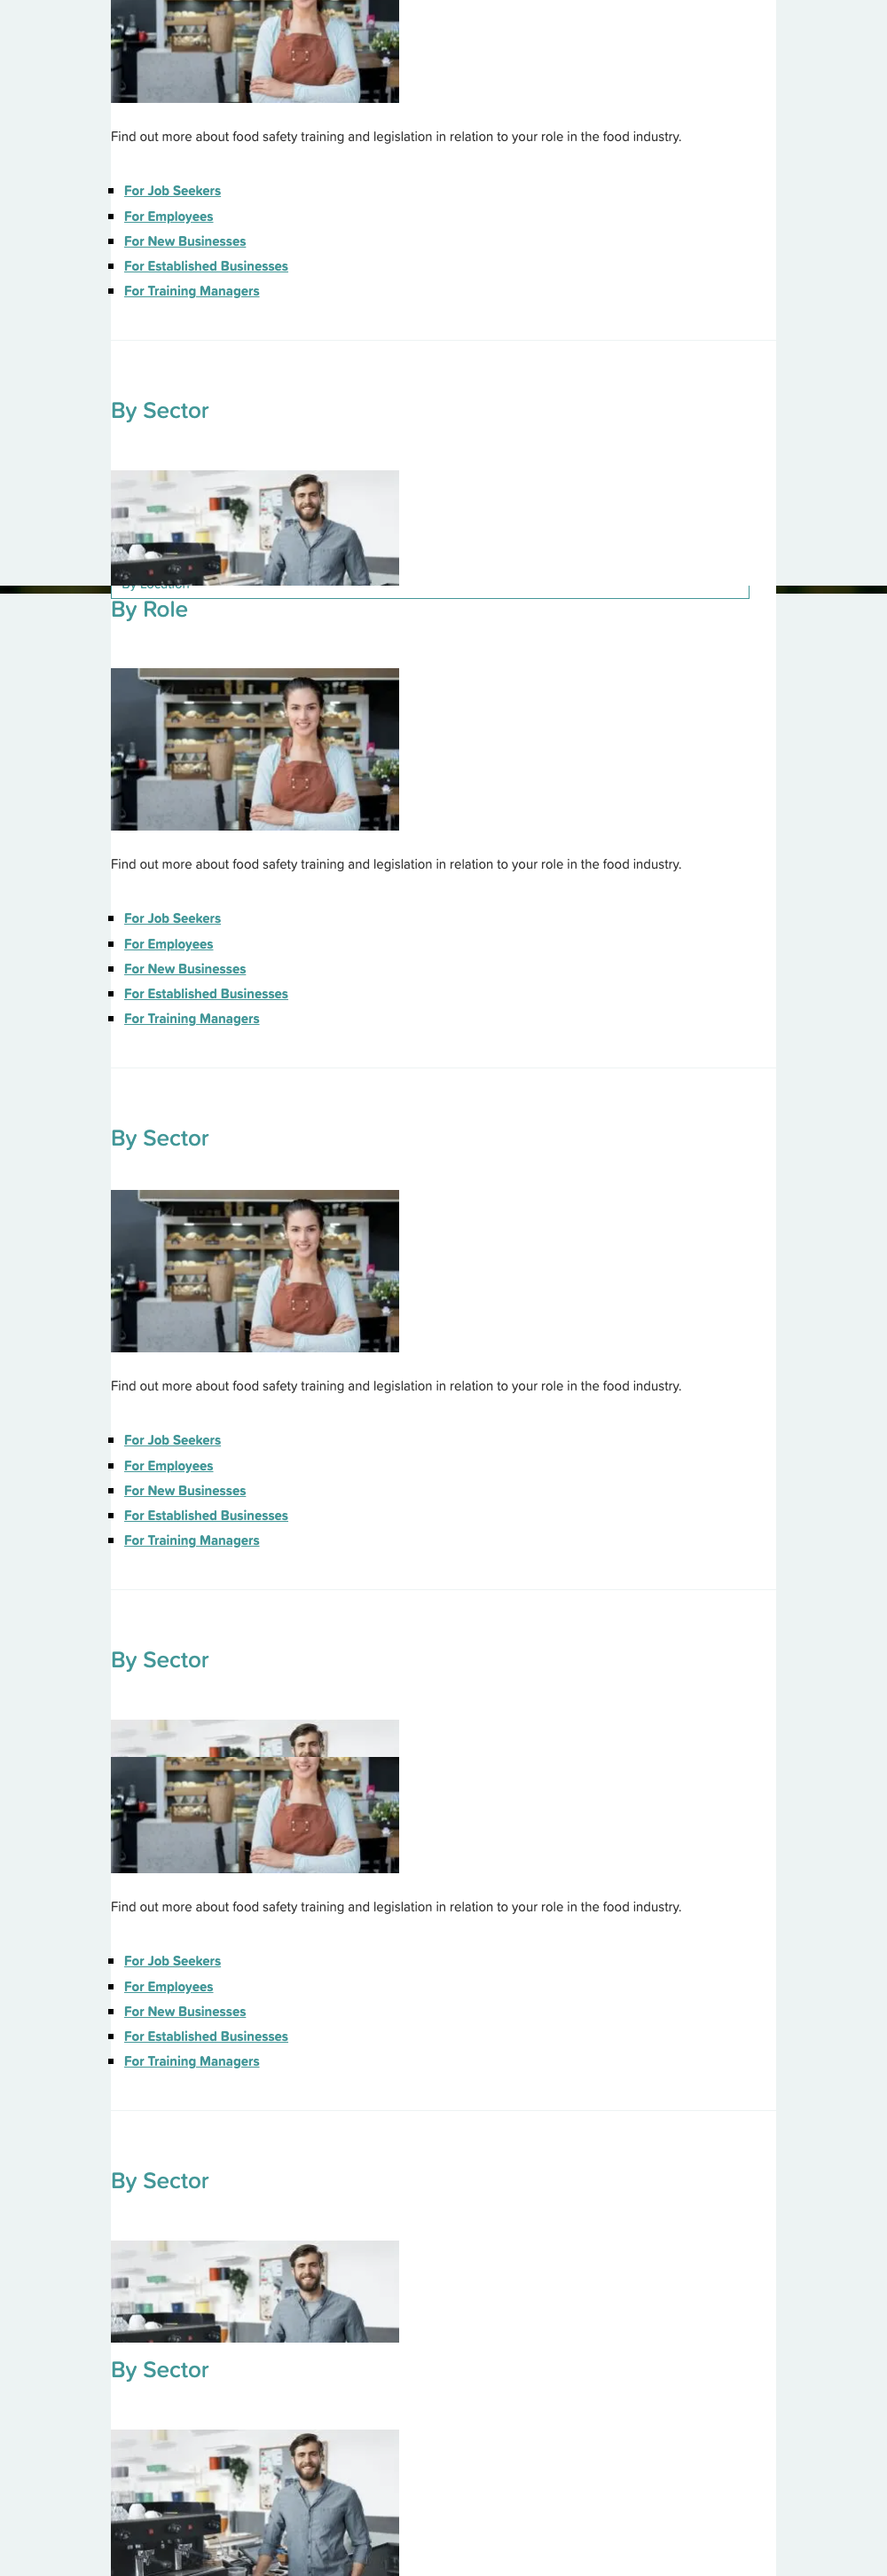 Find out more about food safety training and legislation in relation to your role in the food industry.
For Job Seekers
For Employees
For New Businesses
For Established Businesses
For Training Managers
By Sector
By Location
By Role
Find out more about food safety training and legislation in relation to your role in the food industry.
For Job Seekers
For Employees
For New Businesses
For Established Businesses
For Training Managers
By Sector
Find out more about food safety training and legislation in relation to your role in the food industry.
For Job Seekers
For Employees
For New Businesses
For Established Businesses
For Training Managers
By Sector
Find out more about food safety training and legislation in relation to your role in the food industry.
For Job Seekers
For Employees
For New Businesses
For Established Businesses
For Training Managers
By Sector
By Sector